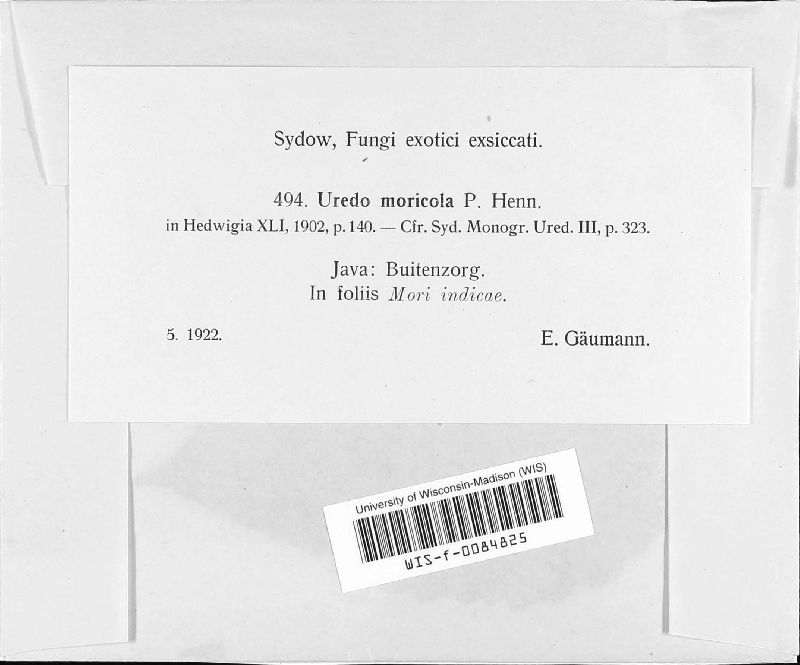 Sydow, Fungi exotici exsiccati.
494. Uredo moricola P. Henn.
in Hedwigia XLI, 1902, p. 140. — Cfr. Syd. Monogr. Ured. III, p. 323.
Java: Buitenzorg.
In foliis Mori indicae.
5. 1922.
E. Gäumann.
University of Wisconsin-Madison (WIS)
WIS-f-0084825